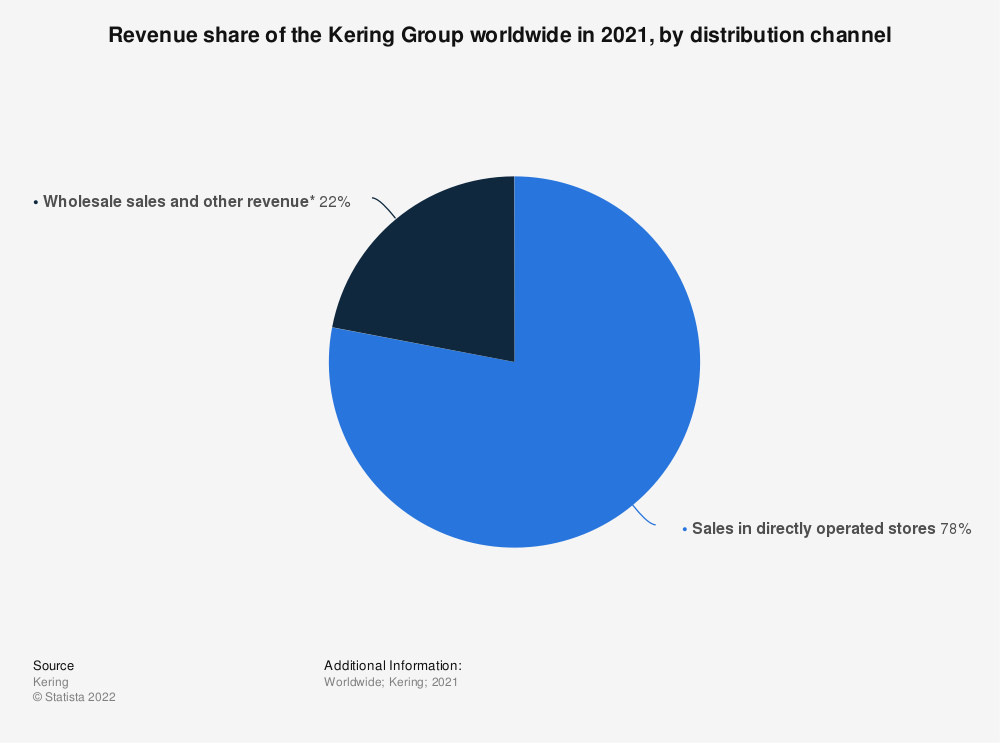 Revenue share of the Kering Group worldwide in 2021, by distribution channel
• Wholesale sales and other revenue* 22%
• Sales in directly operated stores 78%
Source
Kering
© Statista 2022
Additional Information:
Worldwide; Kering; 2021